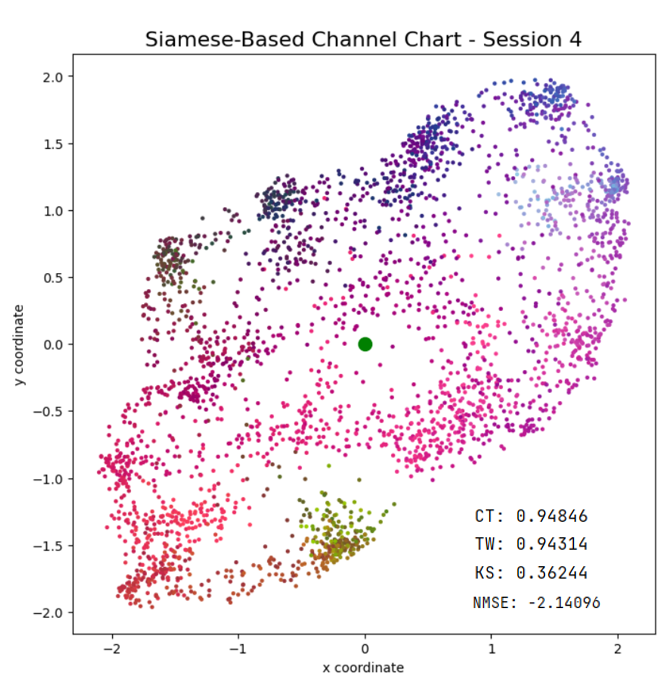 Siamese-Based Channel Chart - Session 4
2.0
1.5
1.0
0.5
0.0
−0.5
−1.0
−1.5
−2.0
y coordinate
CT: 0.94846
TW: 0.94314
KS: 0.36244
NMSE: -2.14096
−2 −1 0 1 2
x coordinate